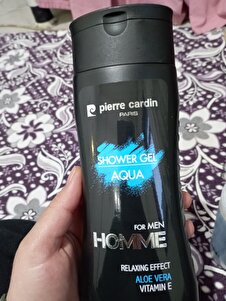 pierre cardin
PARIS
SHOWER GEL
AQUA
FOR MEN
HOMME
RELAXING EFFECT
ALOE VERA
VITAMIN E